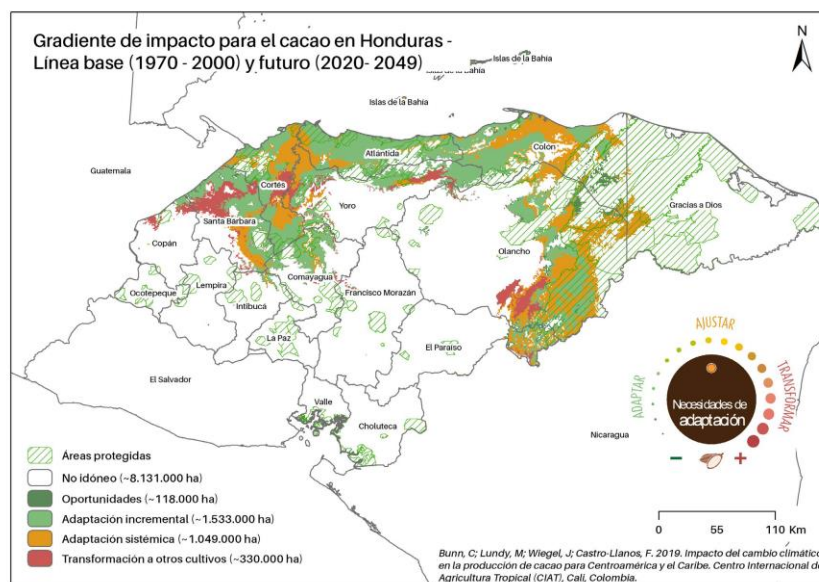 Gradiente de impacto para el cacao en Honduras -
Línea base (1970 - 2000) y futuro (2020- 2049)
N
Islas de la Bahia
Islas de la Bahia
Islas de la Bahia
Guatemala
Atlántida
Colón
Cortés
Yoro
Gracias a Dios
Santa Bárbara
Copán
Olancho
Comayagua
Lempira
Ocotepeque
Intibucá
Francisco Morazán
La Paz
El Paraíso
El Salvador
Valle
Choluteca
Nicaragua
ADAPTAR
AJUSTAR
TRANSFORMAR
Necesidades de
adaptación
- +
Áreas protegidas
No idóneo (~8.131.000 ha)
Oportunidades (~118.000 ha)
Adaptación incremental (~1.533.000 ha)
Adaptación sistémica (~1.049.000 ha)
Transformación a otros cultivos (~330.000 ha)
0 55 110 Km
Bunn, C; Lundy, M; Wiegel, J; Castro-Llanos, F. 2019. Impacto del cambio climático
en la producción de cacao para Centroamérica y el Caribe. Centro Internacional de
Agricultura Tropical (CIAT), Cali, Colombia.